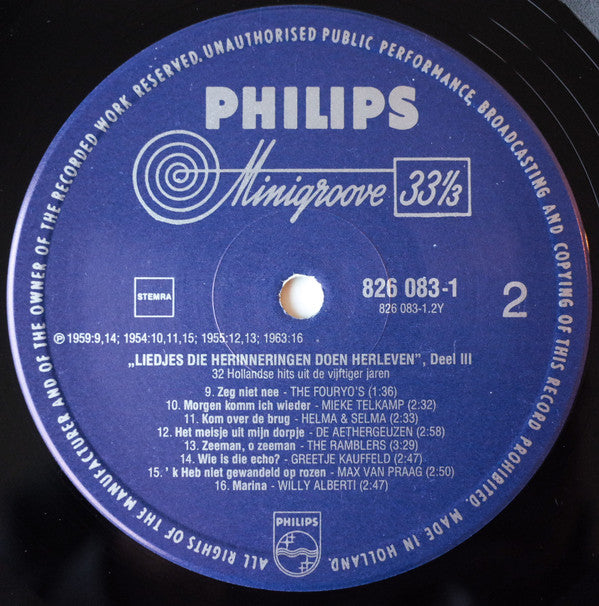 ALL RIGHTS OF THE MANUFACTURER AND OF THE OWNER OF THE RECORDED WORK RESERVED. UNAUTHORISED PUBLIC PERFORMANCE, BROADCASTING AND COPYING OF THIS RECORD PROHIBITED. MADE IN HOLLAND.
PHILIPS
Minigroove 33⅓
STEMRA
826 083-1
826 083-1.2Y
2
Ⓟ 1959:9,14; 1954:10,11,15; 1955:12,13; 1963:16
„LIEDJES DIE HERINNERINGEN DOEN HERLEVEN”, Deel III
32 Hollandse hits uit de vijftiger jaren
9. Zeg niet nee - THE FOURYO'S (1:36)
10. Morgen komm ich wieder - MIEKE TELKAMP (2:32)
11. Kom over de brug - HELMA & SELMA (2:33)
12. Het meisje uit mijn dorpje - DE AETHERGEUZEN (2:58)
13. Zeeman, o zeeman - THE RAMBLERS (3:29)
14. Wie is die echo? - GREETJE KAUFFELD (2:47)
15. ' k Heb niet gewandeld op rozen - MAX VAN PRAAG (2:50)
16. Marina - WILLY ALBERTI (2:47)
PHILIPS